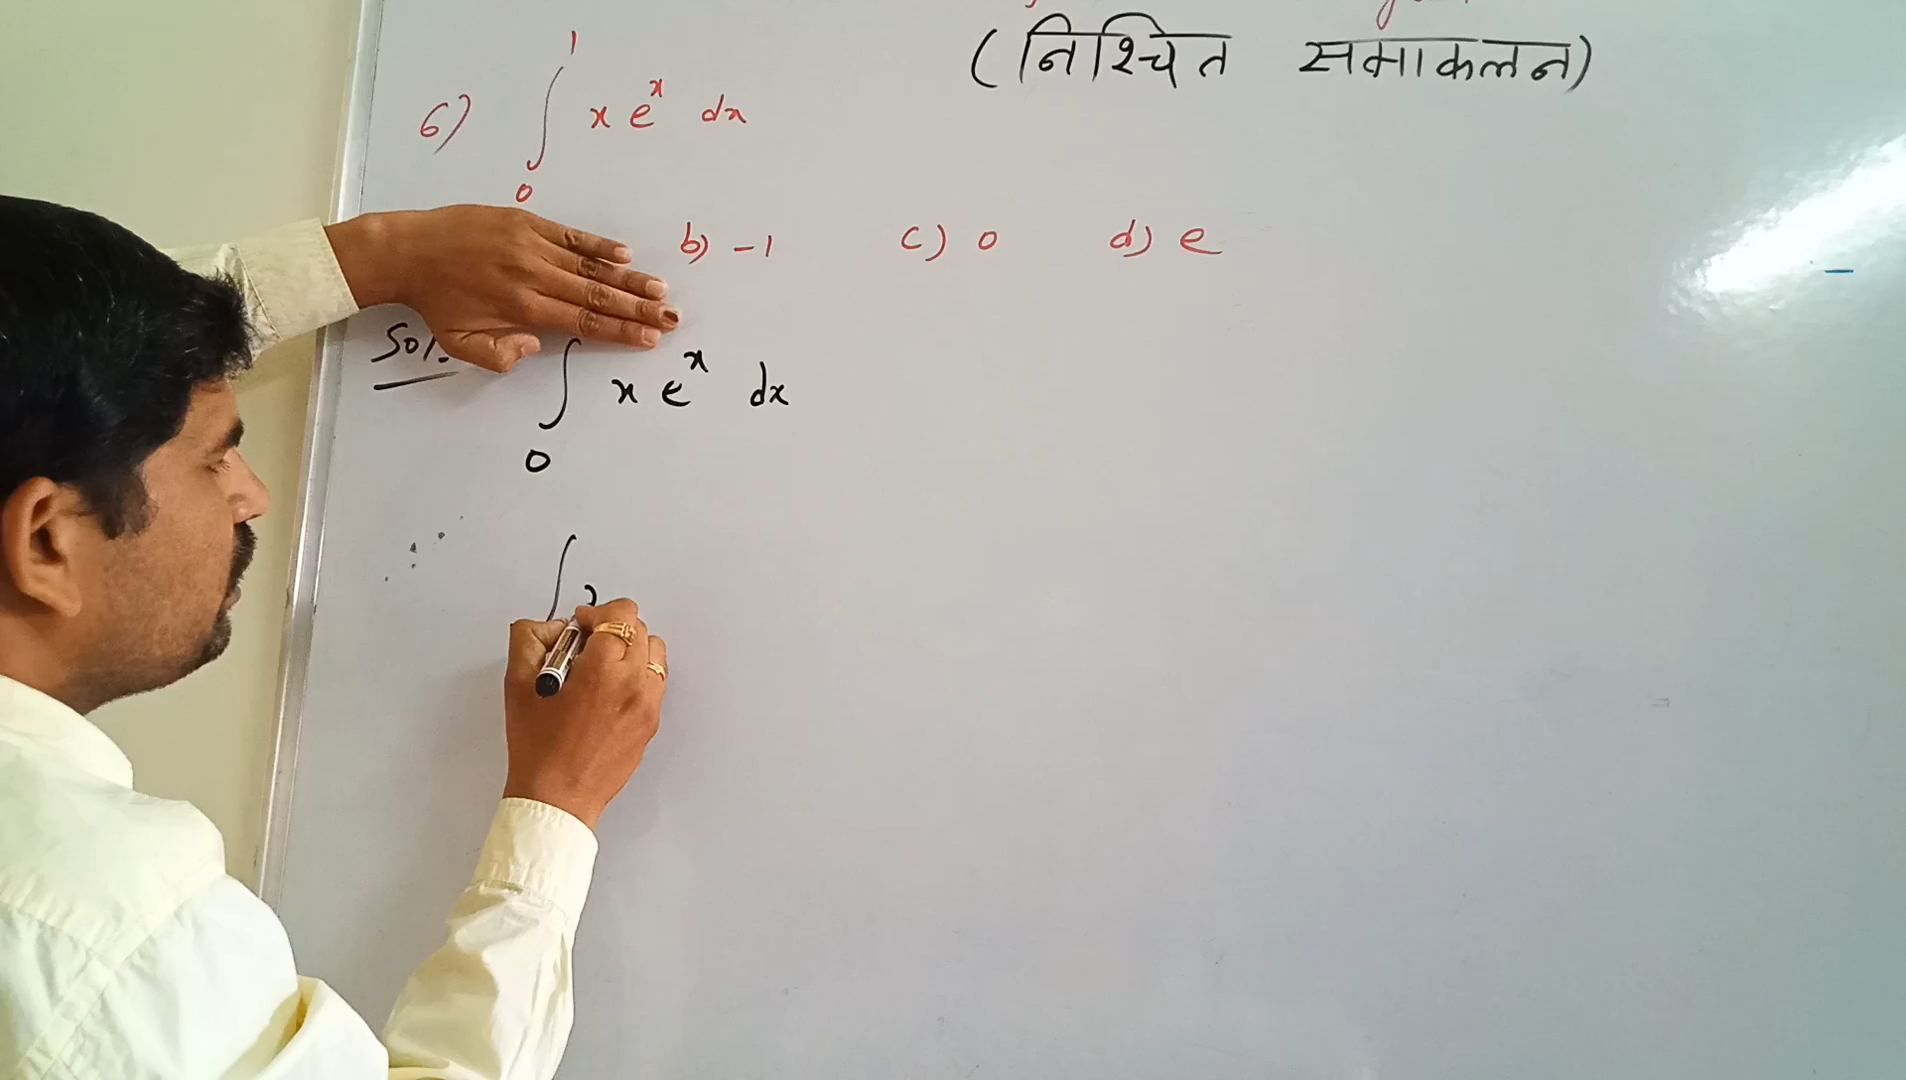 (निश्चित समाकलन)
6) ∫₀¹ x eˣ dx
b) -1 c) 0 d) e
Sol. ∫₀ x eˣ dx
∫